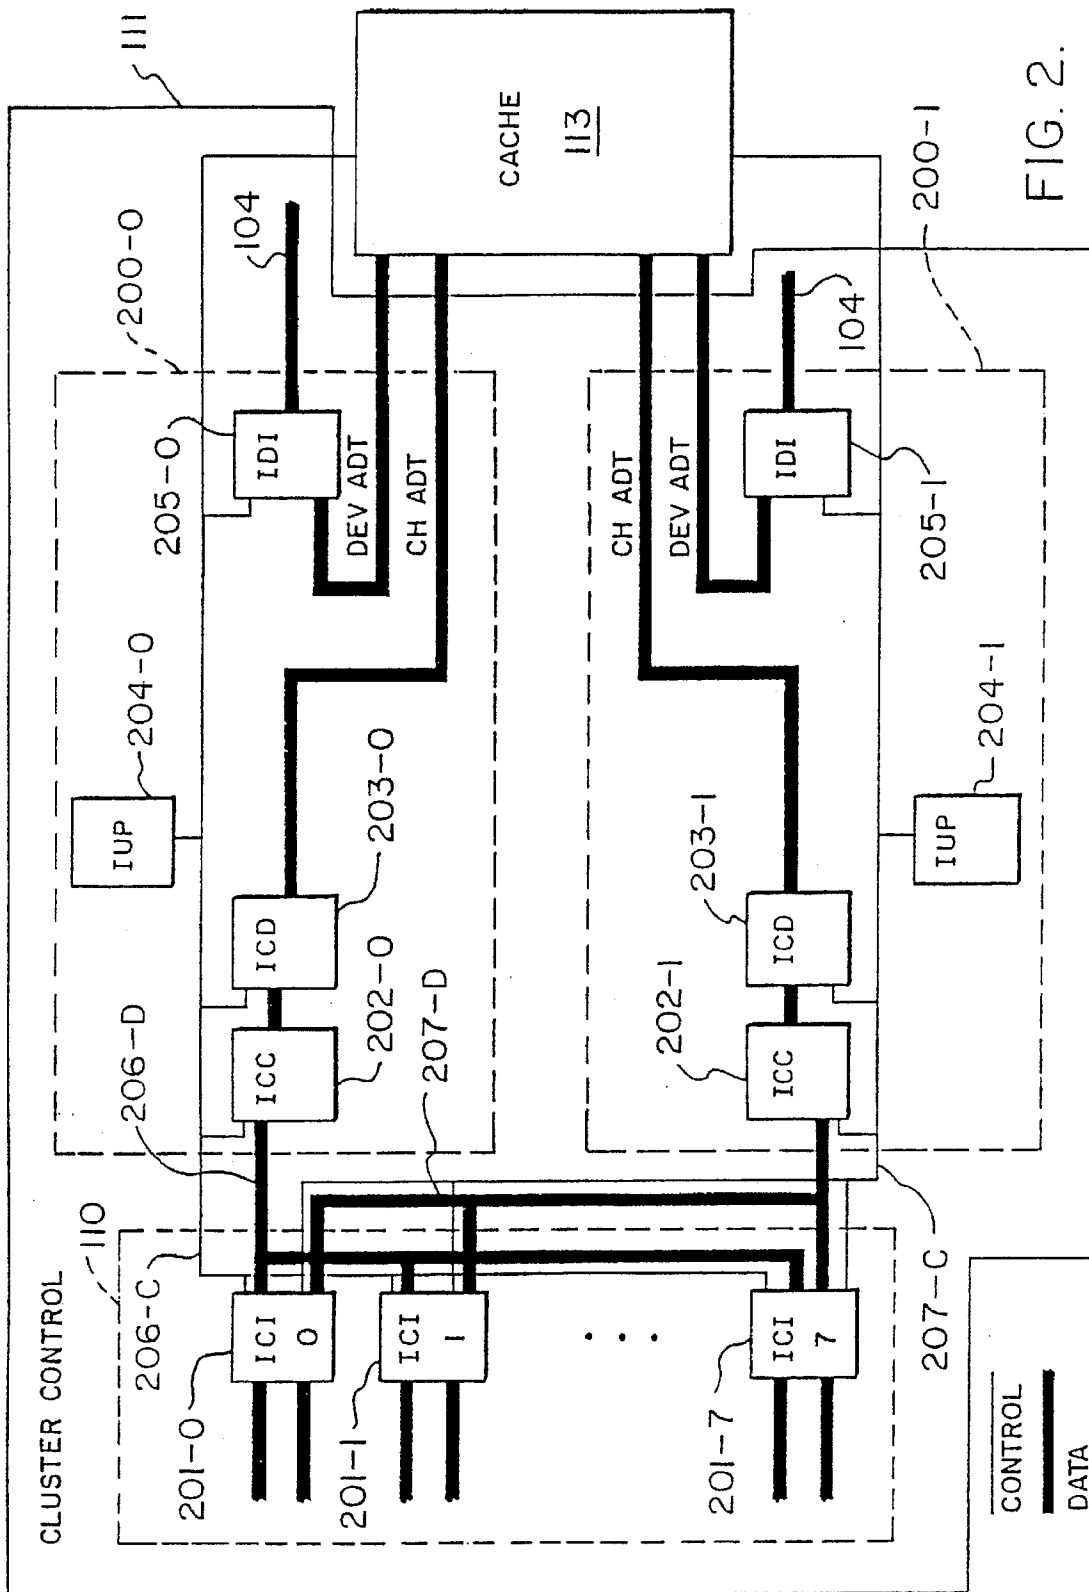 CLUSTER CONTROL
110
206-C
206-D
204-0
205-0
200-0
111
IUP
201-0
ICI
0
ICC
ICD
IDI
104
202-0
203-0
DEV ADT
CH ADT
207-D
201-1
ICI
1
CACHE
113
...
CH ADT
DEV ADT
202-1
203-1
201-7
ICI
7
ICC
ICD
IDI
104
205-1
207-C
IUP
204-1
200-1
CONTROL
DATA
FIG. 2.